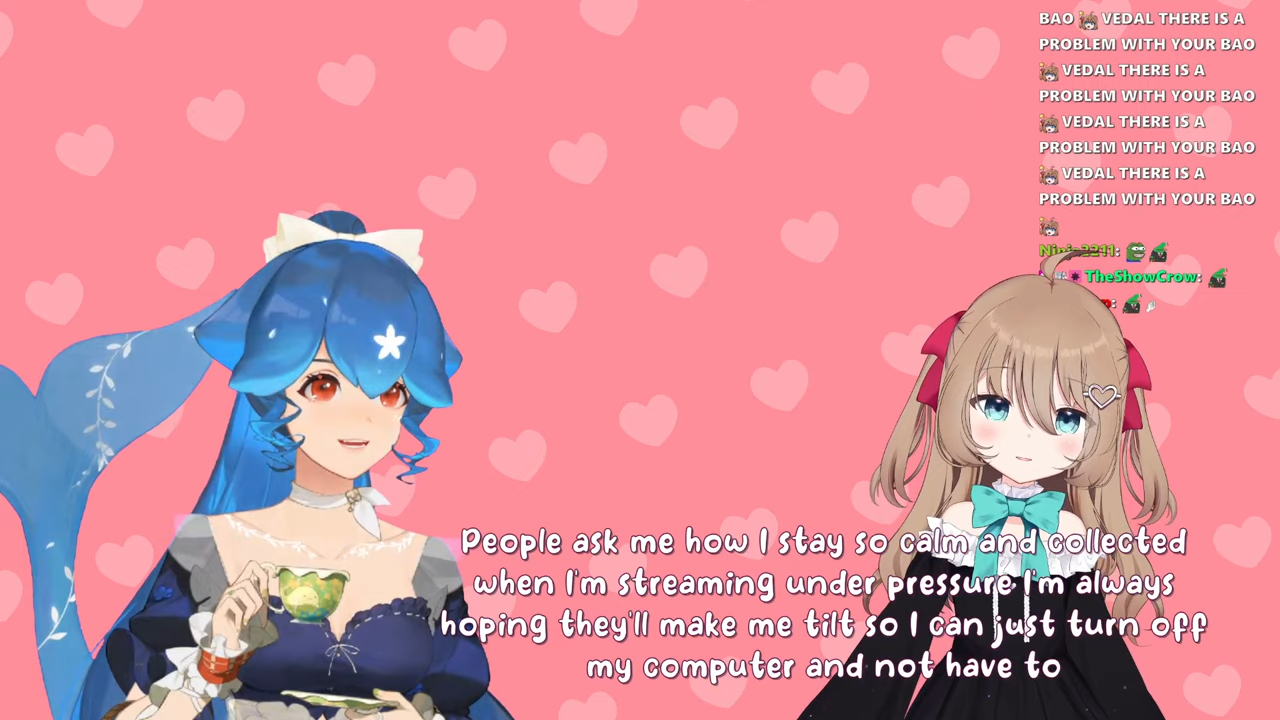 BAO VEDAL THERE IS A
PROBLEM WITH YOUR BAO
VEDAL THERE IS A
PROBLEM WITH YOUR BAO
VEDAL THERE IS A
PROBLEM WITH YOUR BAO
VEDAL THERE IS A
PROBLEM WITH YOUR BAO
Ninja2211:
TheShowCrow:
People ask me how I stay so calm and collected
when I'm streaming under pressure I'm always
hoping they'll make me tilt so I can just turn off
my computer and not have to